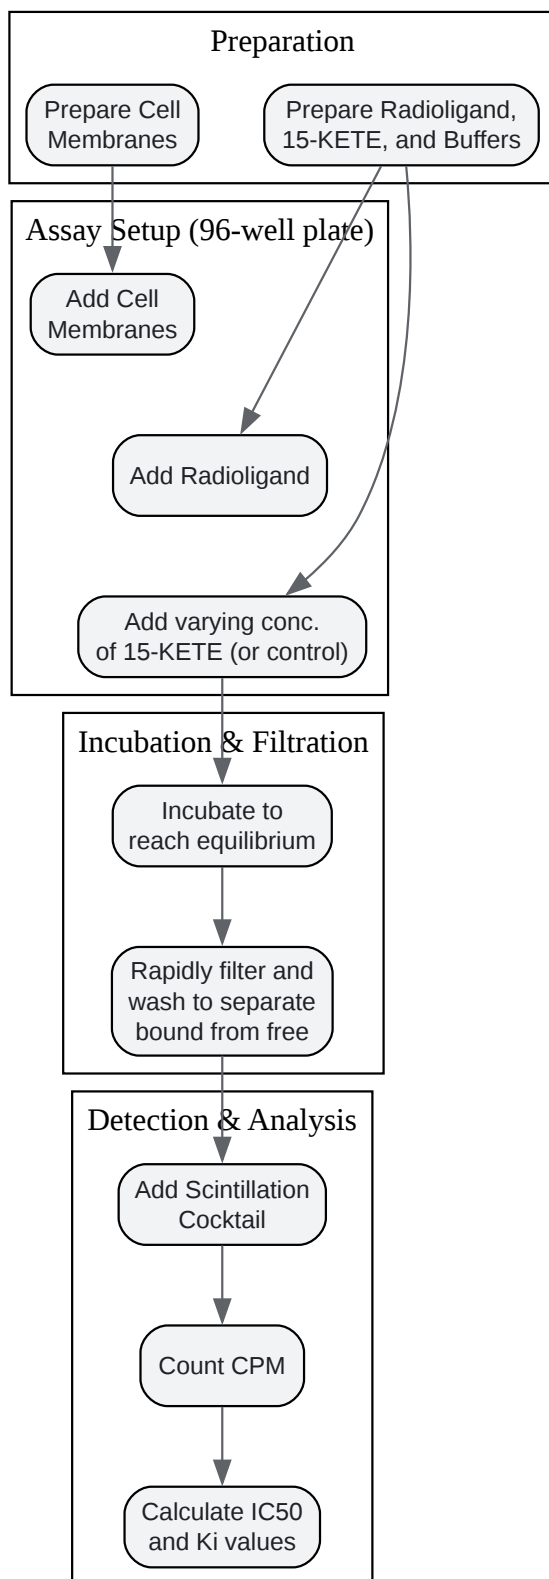 Preparation
Prepare Cell
Membranes
Prepare Radioligand,
15-KETE, and Buffers
Assay Setup (96-well plate)
Add Cell
Membranes
Add Radioligand
Add varying conc.
of 15-KETE (or control)
Incubation & Filtration
Incubate to
reach equilibrium
Rapidly filter and
wash to separate
bound from free
Detection & Analysis
Add Scintillation
Cocktail
Count CPM
Calculate IC50
and Ki values